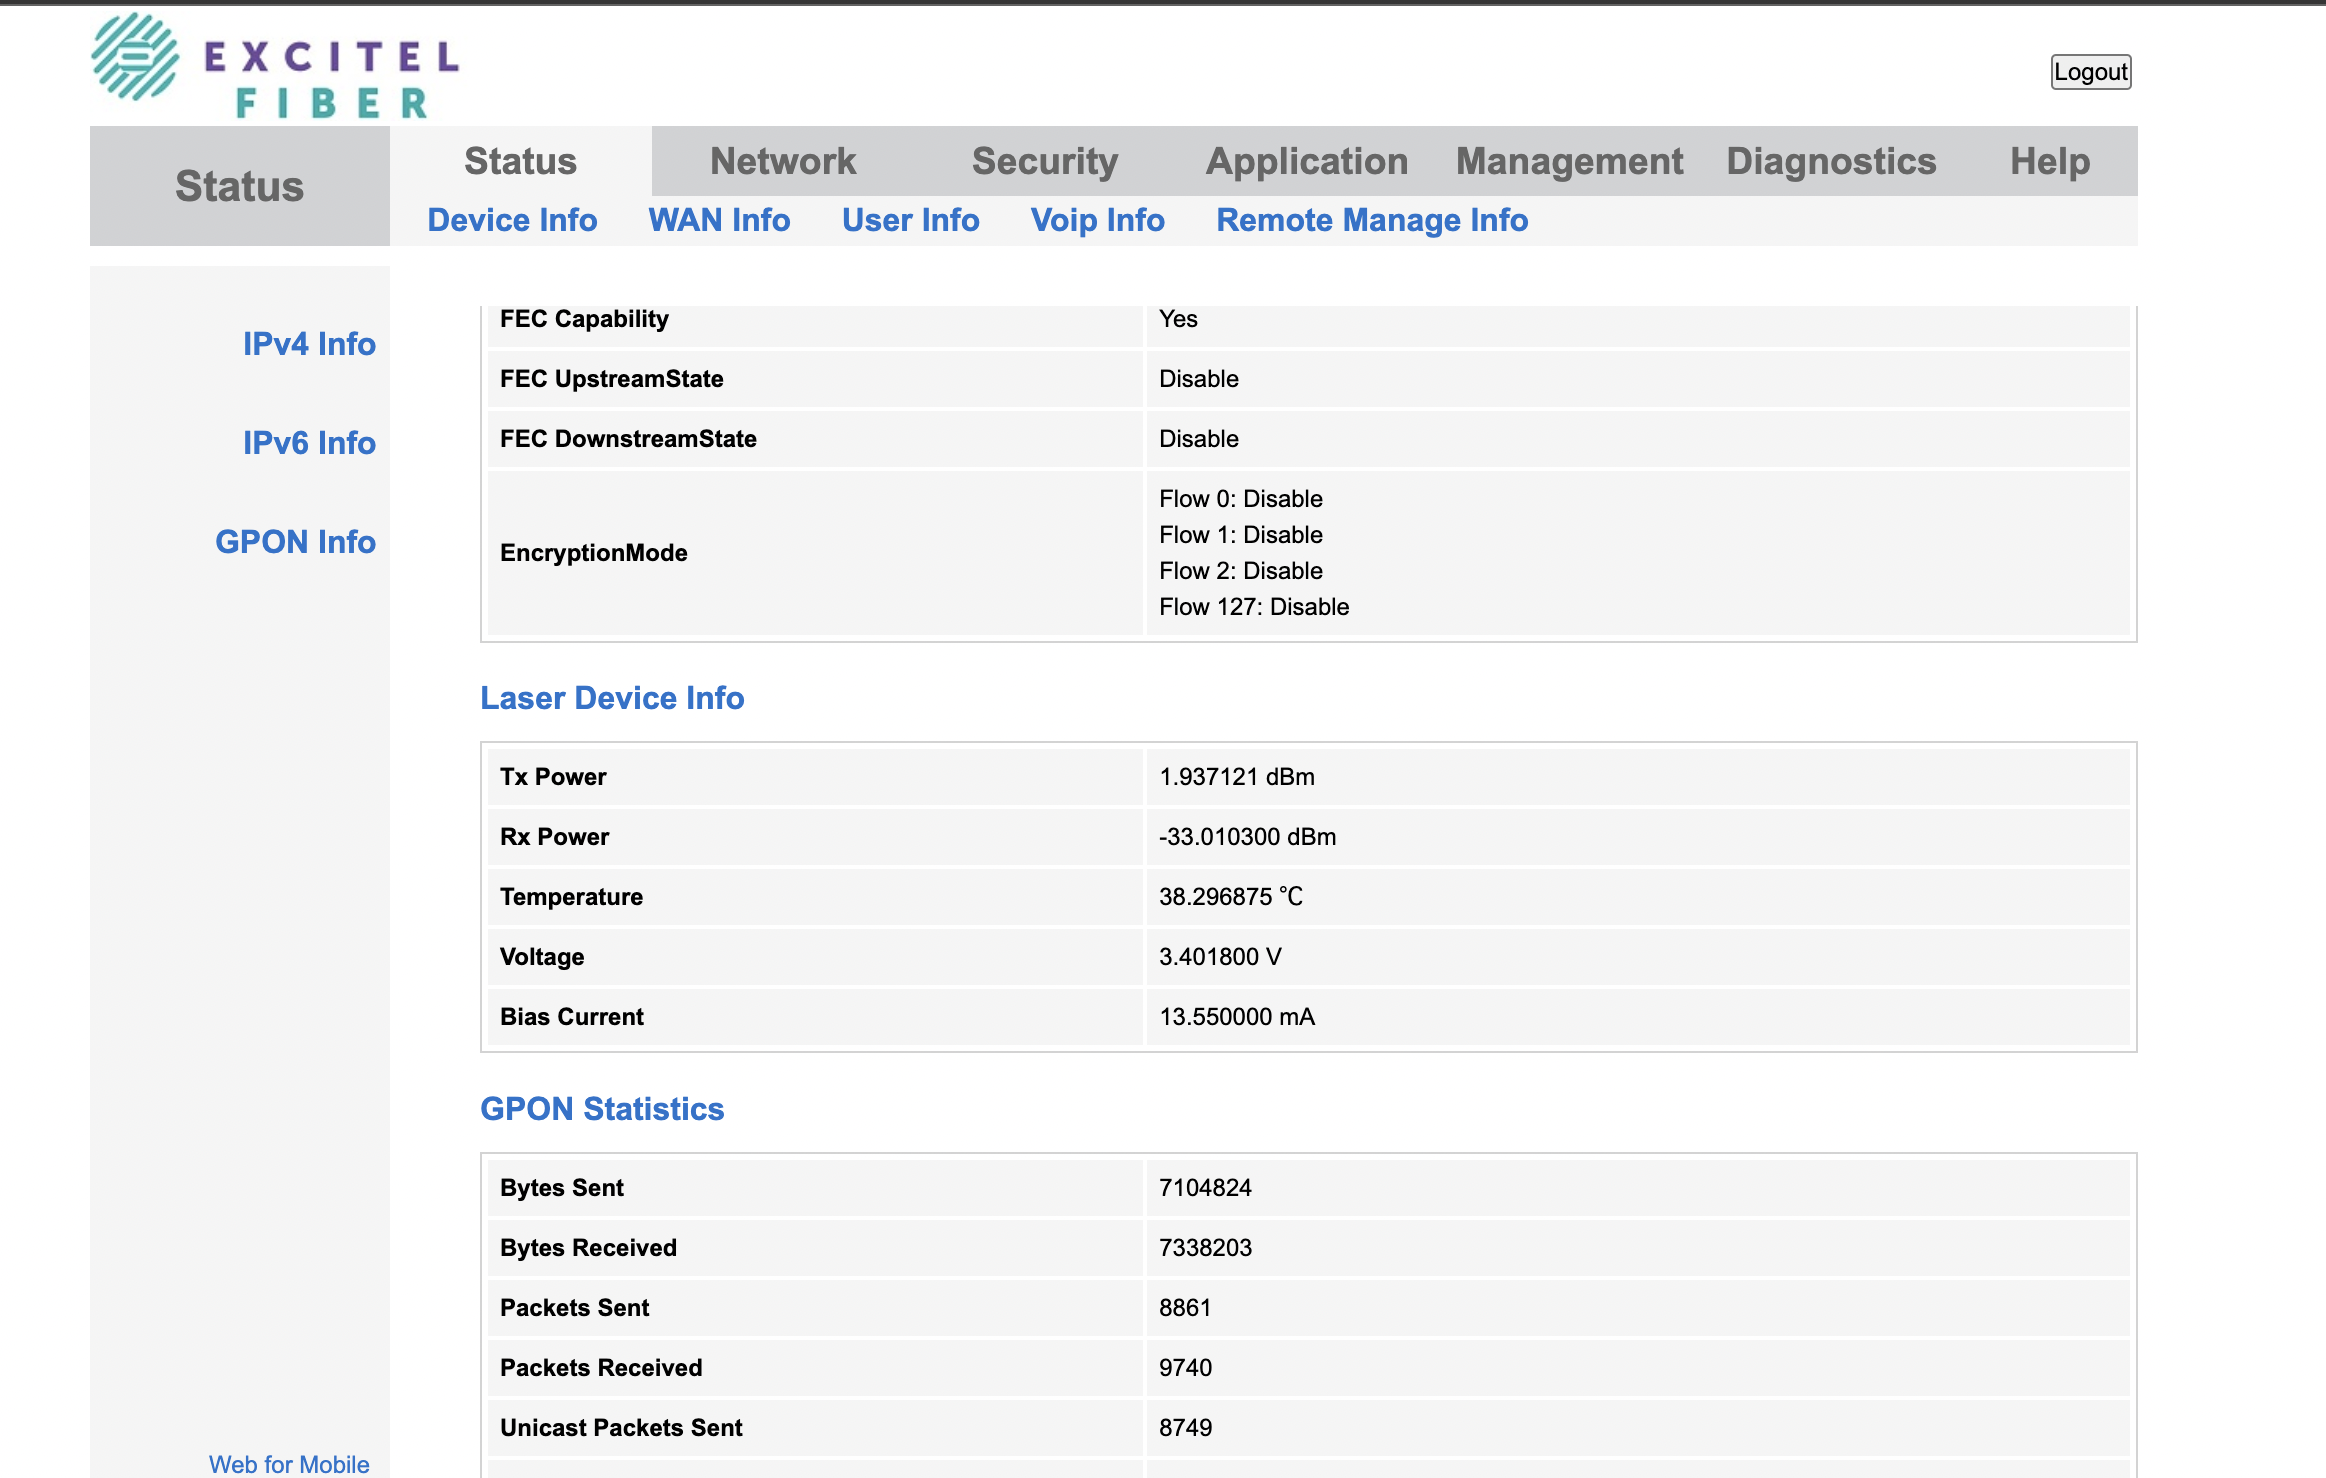 EXCITEL
FIBER
Logout
Status
Status Network Security Application Management Diagnostics Help
Device Info WAN Info User Info Voip Info Remote Manage Info
IPv4 Info
IPv6 Info
GPON Info
FEC Capability Yes
FEC UpstreamState Disable
FEC DownstreamState Disable
EncryptionMode
Flow 0: Disable
Flow 1: Disable
Flow 2: Disable
Flow 127: Disable
Laser Device Info
Tx Power 1.937121 dBm
Rx Power -33.010300 dBm
Temperature 38.296875 ℃
Voltage 3.401800 V
Bias Current 13.550000 mA
GPON Statistics
Bytes Sent 7104824
Bytes Received 7338203
Packets Sent 8861
Packets Received 9740
Unicast Packets Sent 8749
Web for Mobile